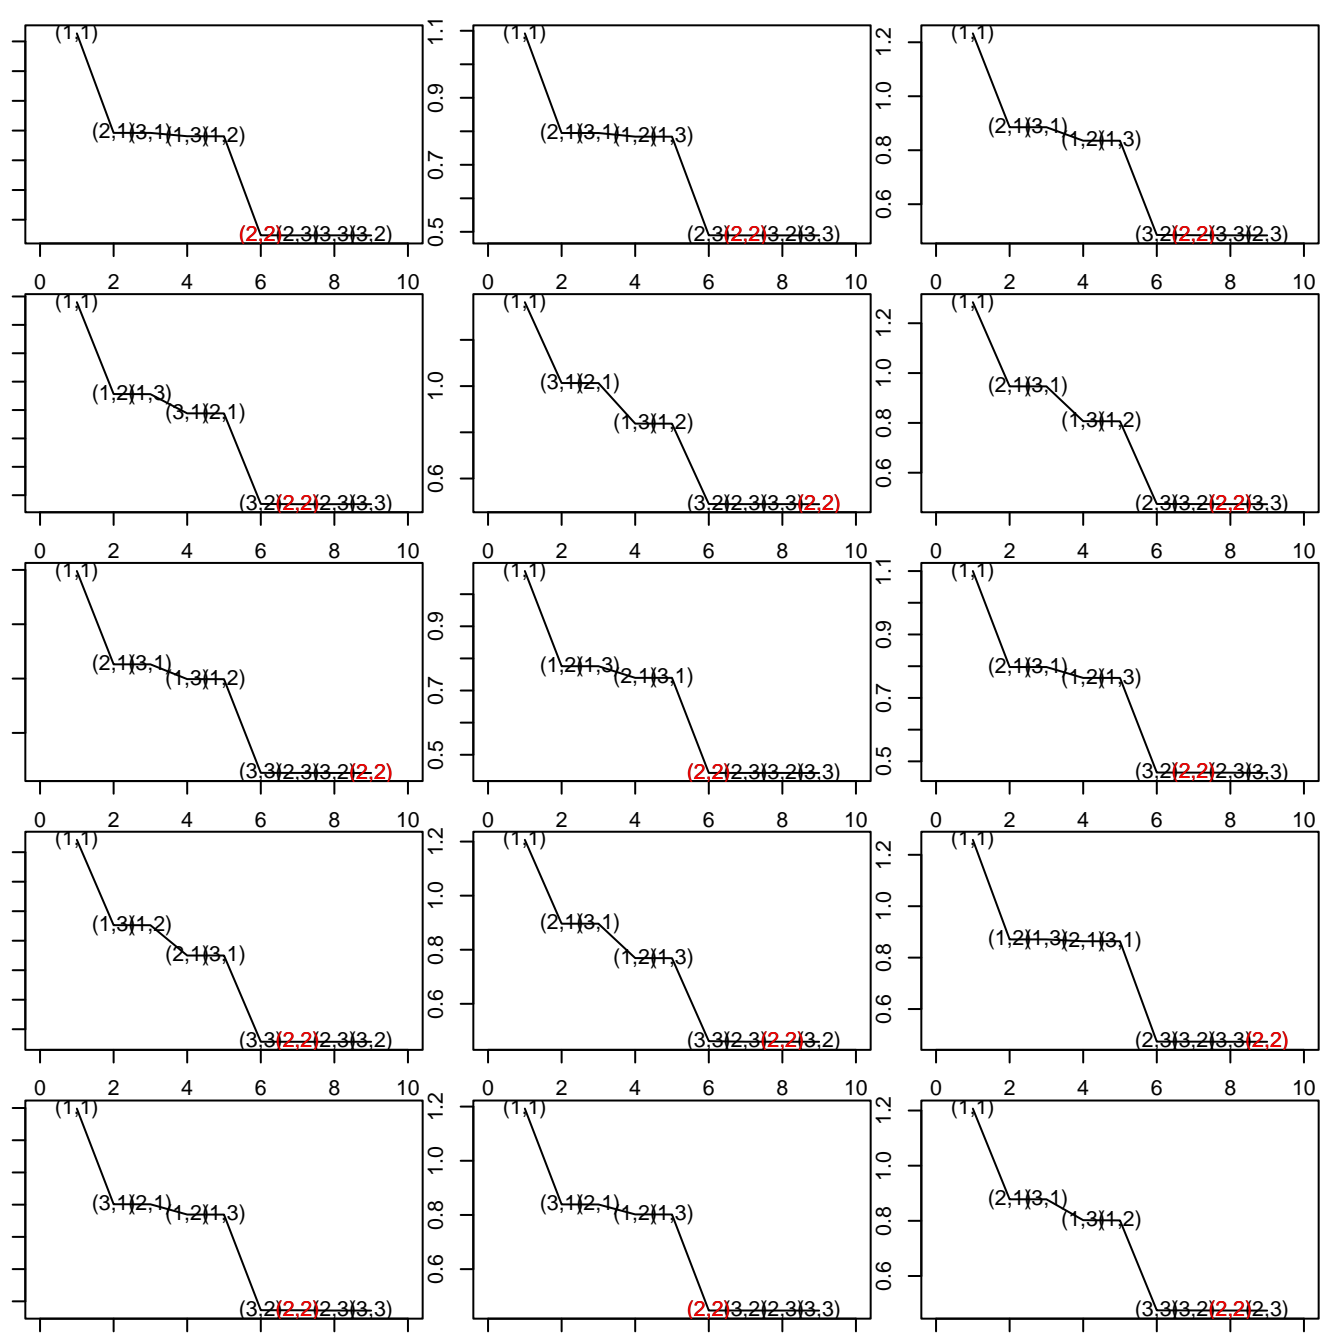 (1,1) (1,1) (1,1)
1.1 1.2
0.9 1.0
(2,1) (3,1) (1,3) (1,2) (2,1) (3,1) (1,2) (1,3) (2,1) (3,1) (1,2) (1,3)
0.7 0.8
0.5 0.6
(2,2) (2,3) (3,3) (3,2) (2,3) (2,2) (3,2) (3,3) (3,2) (2,2) (3,3) (2,3)
0 2 4 6 8 10 0 2 4 6 8 10 0 2 4 6 8 10
(1,1) (1,1) (1,1)
1.2
1.0 1.0
(1,2) (1,3) (3,1) (2,1) (3,1) (2,1) (1,3) (1,2) (2,1) (3,1) (1,3) (1,2)
0.8
0.6 0.6
(3,2) (2,2) (2,3) (3,3) (3,2) (2,3) (3,3) (2,2) (2,3) (3,2) (2,2) (3,3)
0 2 4 6 8 10 0 2 4 6 8 10 0 2 4 6 8 10
(1,1) (1,1) (1,1)
1.1
0.9 0.9
(2,1) (3,1) (1,3) (1,2) (1,2) (1,3) (2,1) (3,1) (2,1) (3,1) (1,2) (1,3)
0.7 0.7
0.5 0.5
(3,3) (2,3) (3,2) (2,2) (2,2) (2,3) (3,2) (3,3) (3,2) (2,2) (2,3) (3,3)
0 2 4 6 8 10 0 2 4 6 8 10 0 2 4 6 8 10
(1,1) (1,1) (1,1)
1.2 1.2
1.0 1.0
(1,3) (1,2) (2,1) (3,1) (2,1) (3,1) (1,2) (1,3) (1,2) (1,3) (2,1) (3,1)
0.8 0.8
0.6 0.6
(3,3) (2,2) (2,3) (3,2) (3,3) (2,3) (2,2) (3,2) (2,3) (3,2) (3,3) (2,2)
0 2 4 6 8 10 0 2 4 6 8 10 0 2 4 6 8 10
(1,1) (1,1) (1,1)
1.2 1.2
1.0 1.0
(3,1) (2,1) (1,2) (1,3) (3,1) (2,1) (1,2) (1,3) (2,1) (3,1) (1,3) (1,2)
0.8 0.8
0.6 0.6
(3,2) (2,2) (2,3) (3,3) (2,2) (3,2) (2,3) (3,3) (3,3) (3,2) (2,2) (2,3)